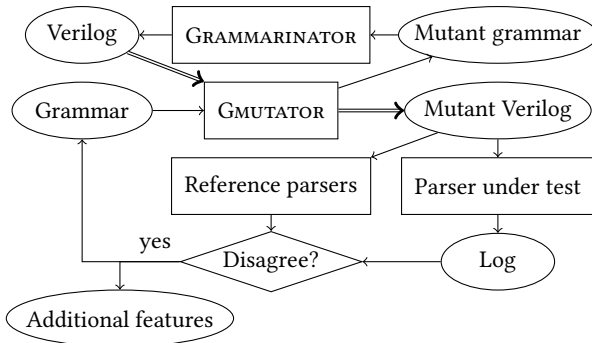 Verilog
GRAMMARINATOR
Mutant grammar
Grammar
GMUTATOR
Mutant Verilog
Reference parsers
Parser under test
yes
Disagree?
Log
Additional features